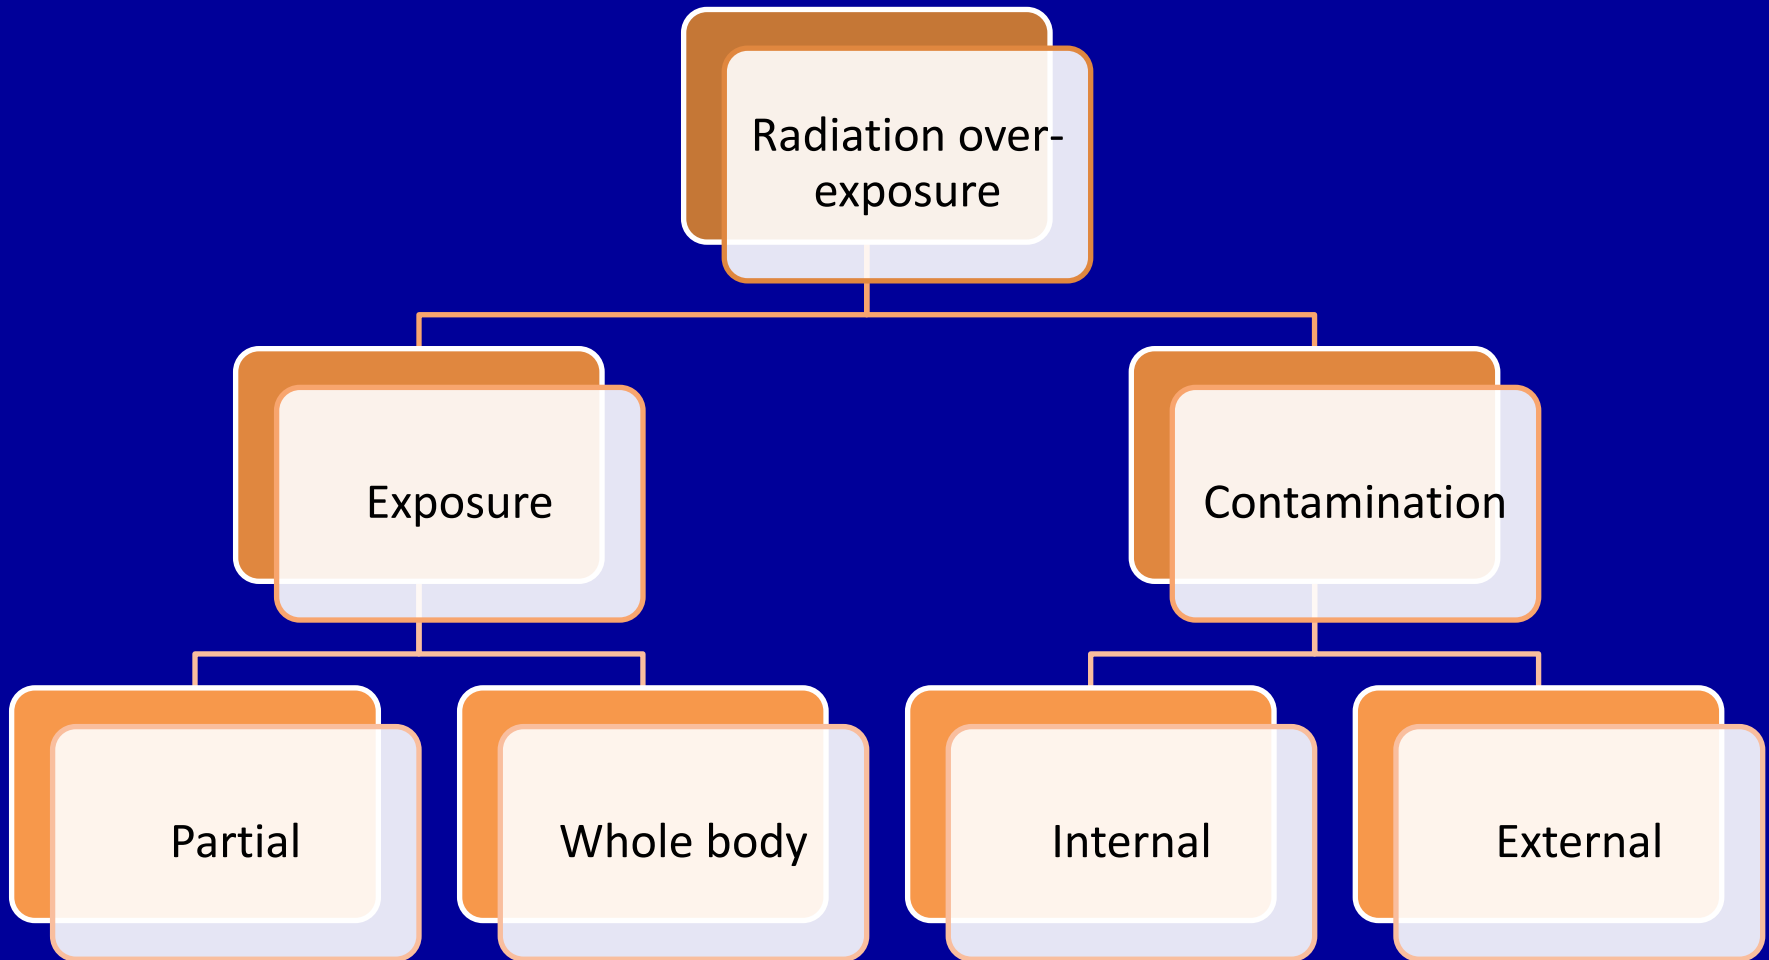 Radiation over-
exposure
Exposure
Contamination
Partial
Whole body
Internal
External